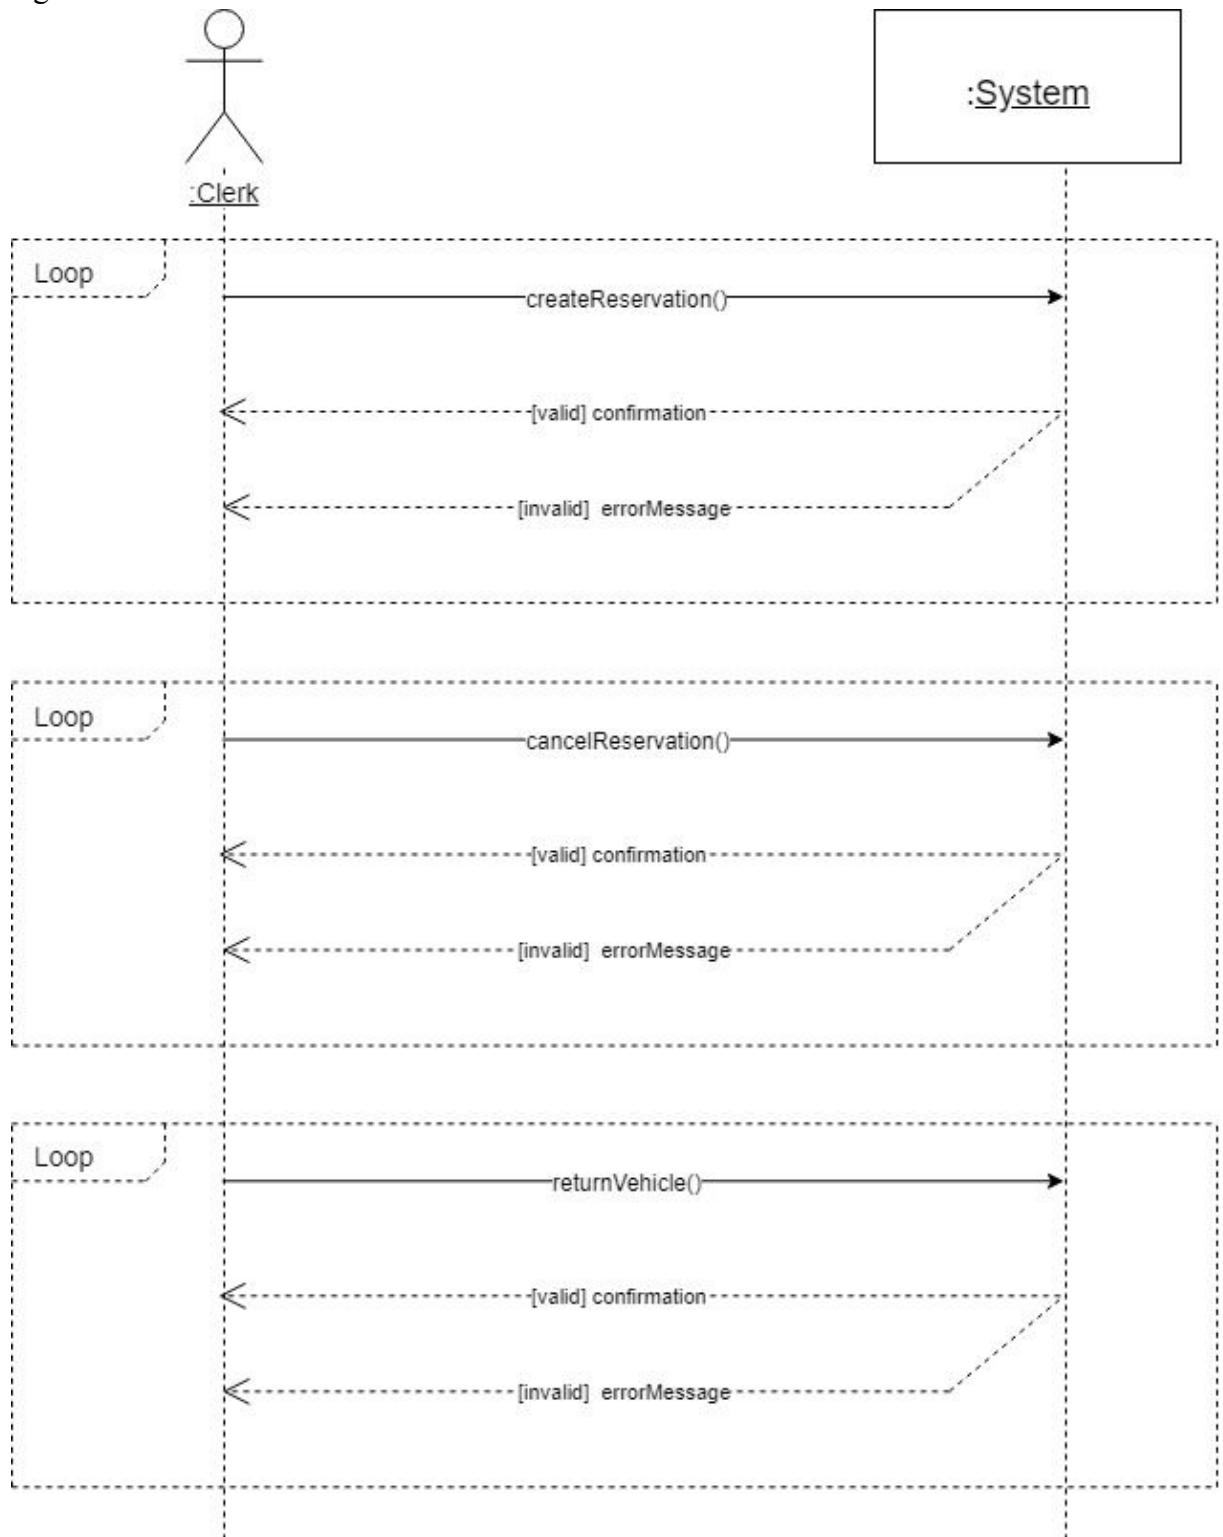 :System
:Clerk
Loop
createReservation()
[valid] confirmation
[invalid] errorMessage
Loop
cancelReservation()
[valid] confirmation
[invalid] errorMessage
Loop
returnVehicle()
[valid] confirmation
[invalid] errorMessage